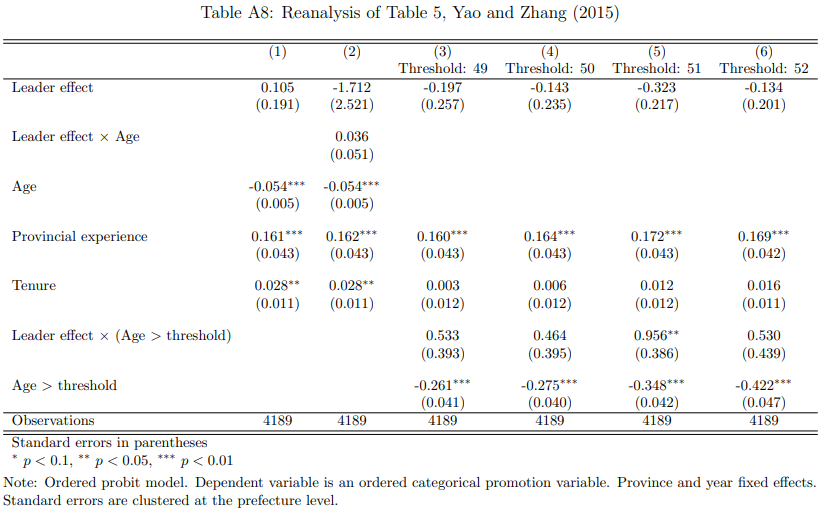 Table A8: Reanalysis of Table 5, Yao and Zhang (2015)
(1) (2) (3) (4) (5) (6)
Threshold: 49 Threshold: 50 Threshold: 51 Threshold: 52
Leader effect 0.105 -1.712 -0.197 -0.143 -0.323 -0.134
(0.191) (2.521) (0.257) (0.235) (0.217) (0.201)
Leader effect × Age 0.036
(0.051)
Age -0.054*** -0.054***
(0.005) (0.005)
Provincial experience 0.161*** 0.162*** 0.160*** 0.164*** 0.172*** 0.169***
(0.043) (0.043) (0.043) (0.043) (0.043) (0.042)
Tenure 0.028** 0.028** 0.003 0.006 0.012 0.016
(0.011) (0.011) (0.012) (0.012) (0.012) (0.011)
Leader effect × (Age > threshold) 0.533 0.464 0.956** 0.530
(0.393) (0.395) (0.386) (0.439)
Age > threshold -0.261*** -0.275*** -0.348*** -0.422***
(0.041) (0.040) (0.042) (0.047)
Observations 4189 4189 4189 4189 4189 4189
Standard errors in parentheses
* p < 0.1, ** p < 0.05, *** p < 0.01
Note: Ordered probit model. Dependent variable is an ordered categorical promotion variable. Province and year fixed effects.
Standard errors are clustered at the prefecture level.